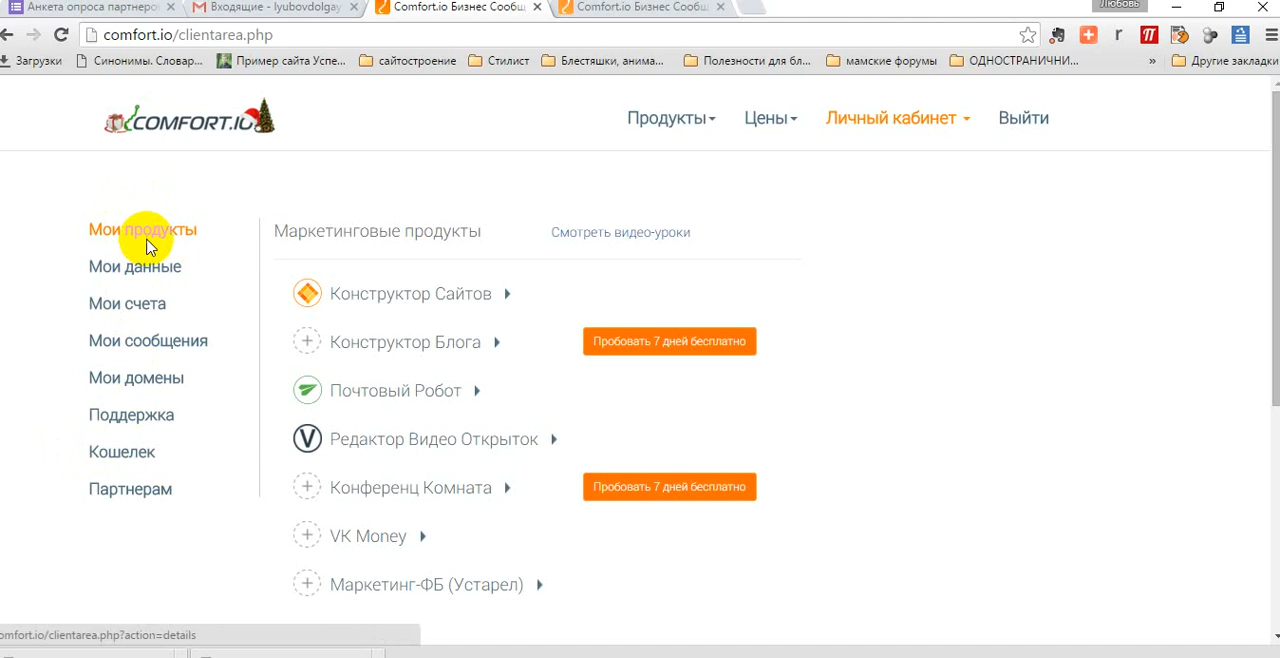 Анкета опроса партнеро
Входящие - lyubovdolgay
Comfort.io Бизнес Сообщ
Comfort.io Бизнес Сообщ
Любовь
comfort.io/clientarea.php
Загрузки
Синонимы. Словар...
Пример сайта Успе...
сайтостроение
Стилист
Блестяшки, анима...
Полезности для бл...
мамские форумы
ОДНОСТРАНИЧНИ...
»
Другие закладки
COMFORT.IO
Продукты
Цены
Личный кабинет
Выйти
Мои продукты
Мои данные
Мои счета
Мои сообщения
Мои домены
Поддержка
Кошелек
Партнерам
Маркетинговые продукты
Смотреть видео-уроки
Конструктор Сайтов
Конструктор Блога
Пробовать 7 дней бесплатно
Почтовый Робот
Редактор Видео Открыток
Конференц Комната
Пробовать 7 дней бесплатно
VK Money
Маркетинг-ФБ (Устарел)
omfort.io/clientarea.php?action=details